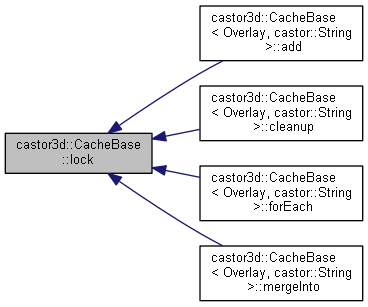 castor3d::CacheBase
< Overlay, castor::String
>::add
castor3d::CacheBase
< Overlay, castor::String
>::cleanup
castor3d::CacheBase
::lock
castor3d::CacheBase
< Overlay, castor::String
>::forEach
castor3d::CacheBase
< Overlay, castor::String
>::mergeInto